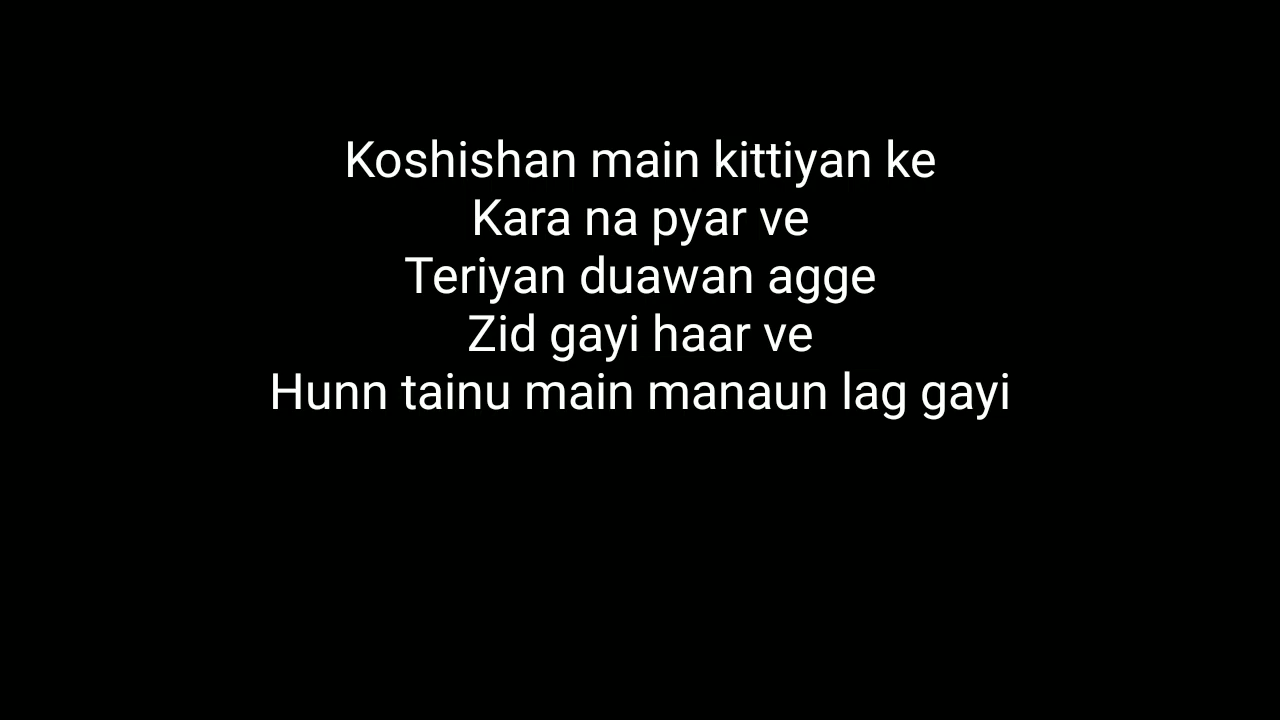 Koshishan main kittiyan ke
Kara na pyar ve
Teriyan duawan agge
Zid gayi haar ve
Hunn tainu main manaun lag gayi